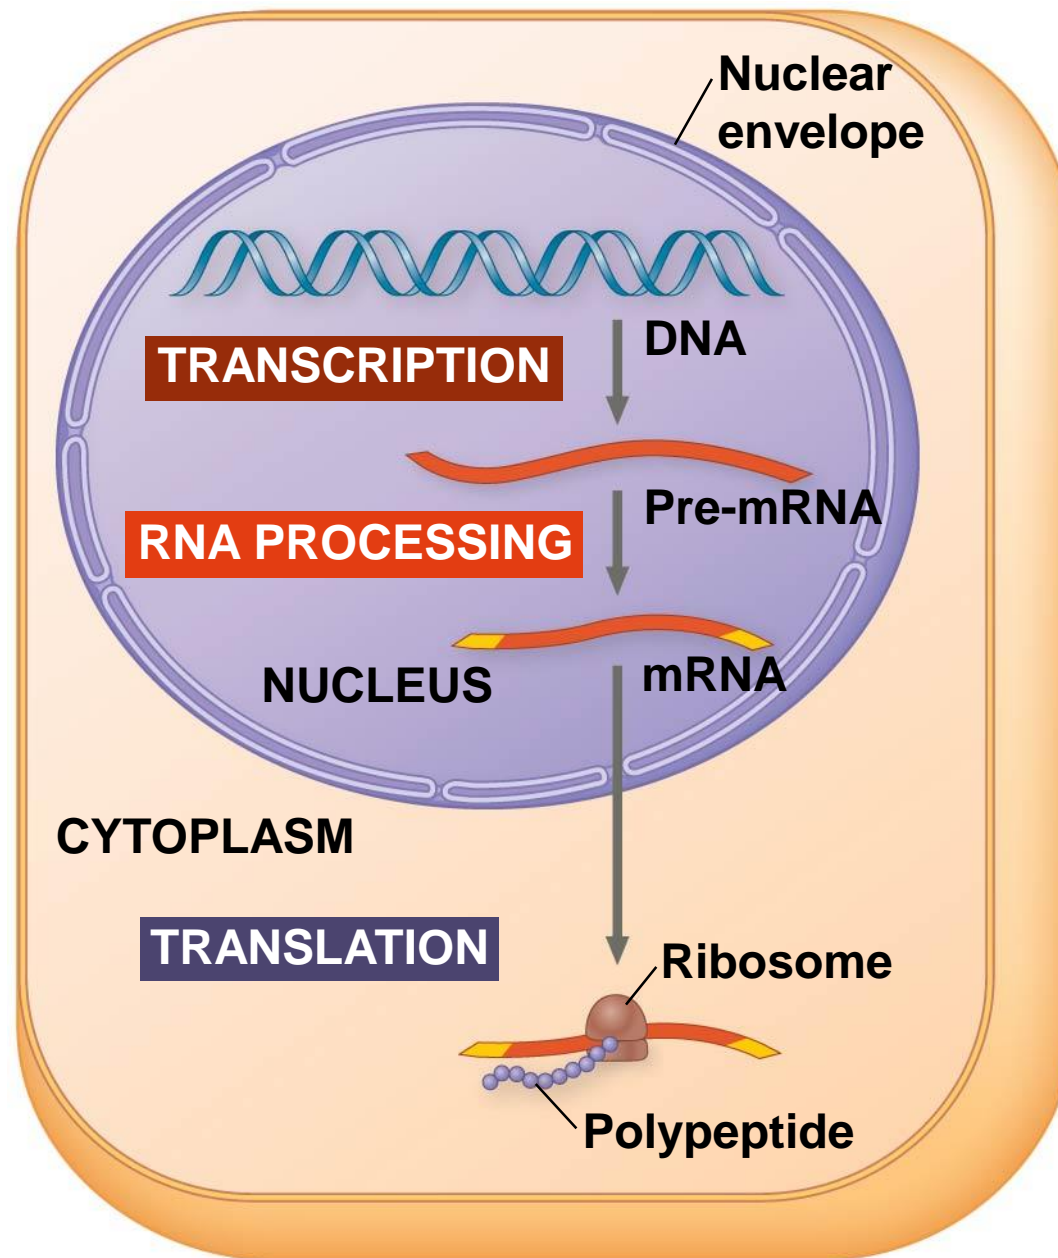 Nuclear
envelope
DNA
TRANSCRIPTION
Pre-mRNA
RNA PROCESSING
mRNA
NUCLEUS
CYTOPLASM
TRANSLATION
Ribosome
Polypeptide